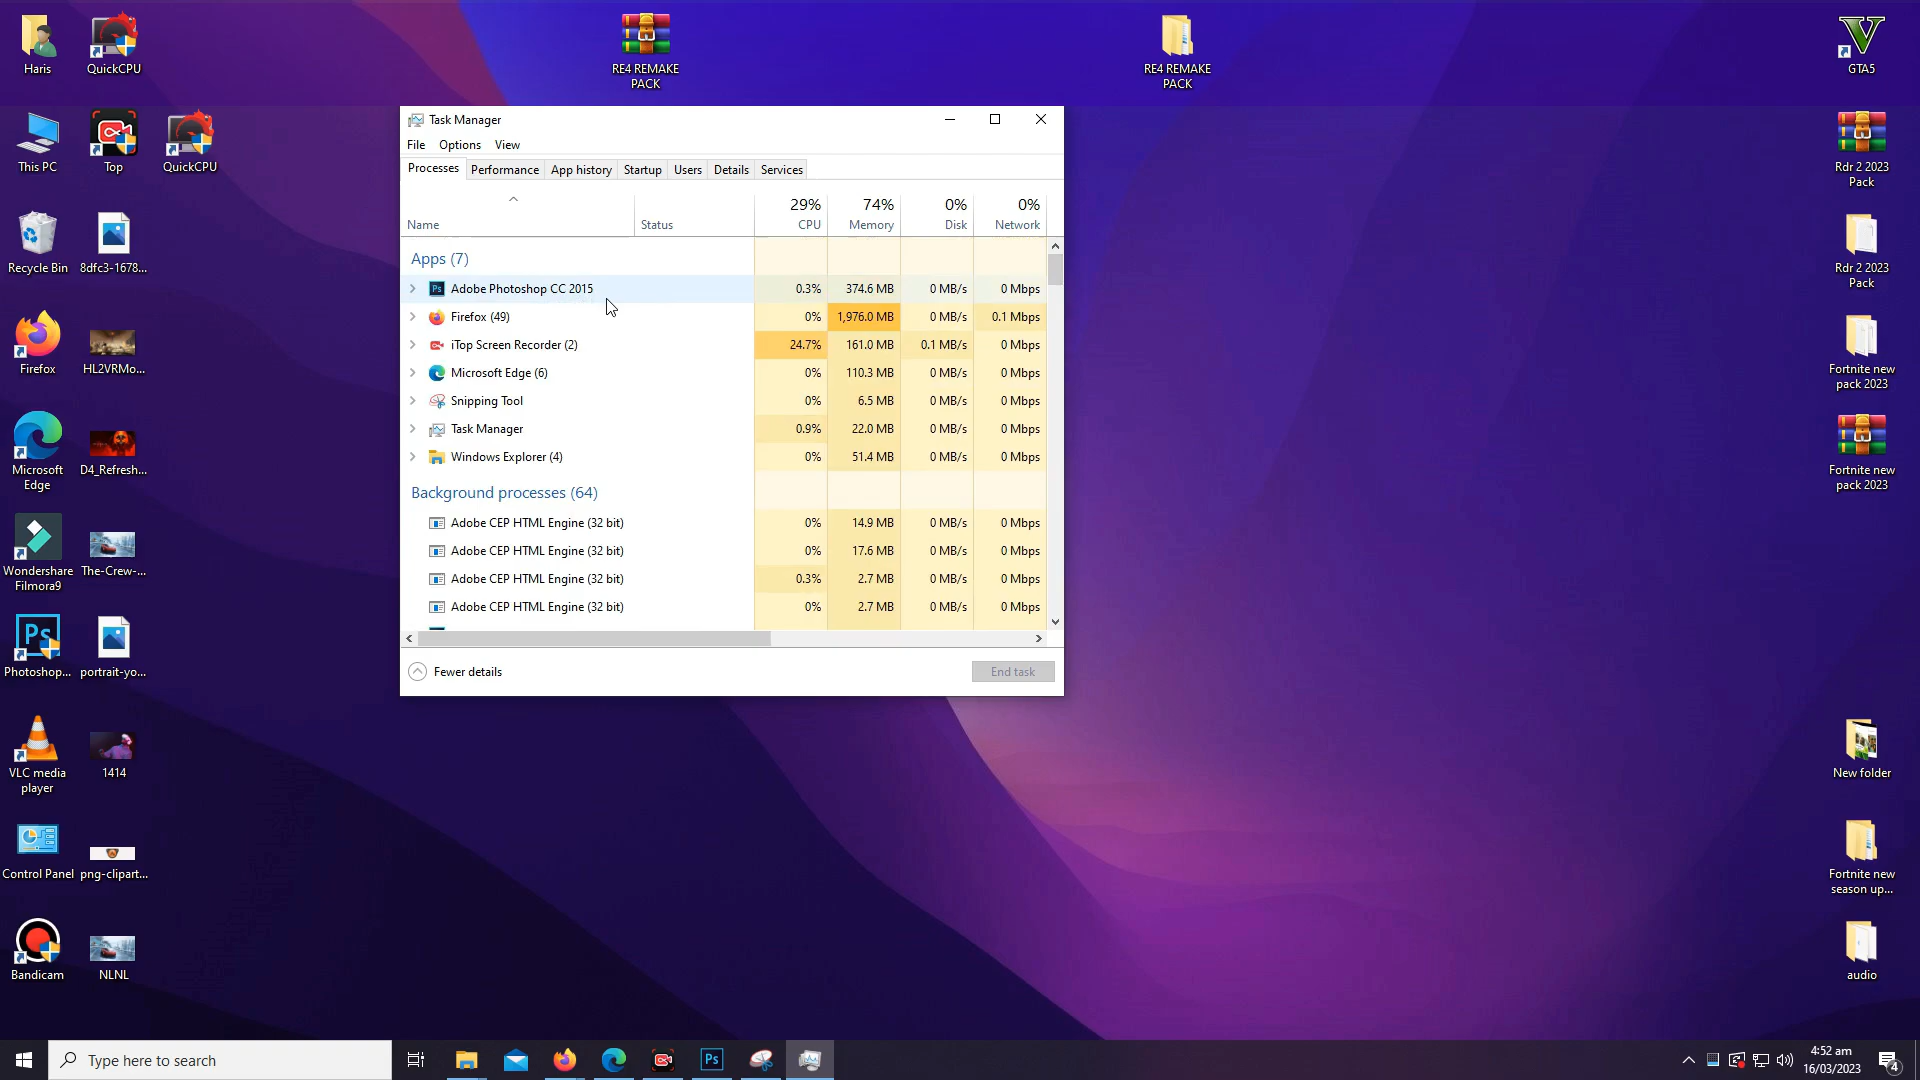 Haris
QuickCPU
RE4 REMAKE
PACK
RE4 REMAKE
PACK
GTA5
This PC
Top
QuickCPU
Rdr 2 2023
Pack
Recycle Bin
8dfc3-1678...
Rdr 2 2023
Pack
Firefox
HL2VRMo...
Fortnite new
pack 2023
Microsoft
Edge
D4_Refresh...
Fortnite new
pack 2023
Wondershare
Filmora9
The-Crew-...
Ps
Photoshop...
portrait-yo...
VLC media
player
1414
New folder
Control Panel
png-clipart...
Fortnite new
season up...
Bandicam
NLNL
audio
Task Manager
File Options View
Processes Performance App history Startup Users Details Services
29% 74% 0% 0%
Name Status CPU Memory Disk Network
Apps (7)
Ps Adobe Photoshop CC 2015 0.3% 374.6 MB 0 MB/s 0 Mbps
Firefox (49) 0% 1,976.0 MB 0 MB/s 0.1 Mbps
iTop Screen Recorder (2) 24.7% 161.0 MB 0.1 MB/s 0 Mbps
Microsoft Edge (6) 0% 110.3 MB 0 MB/s 0 Mbps
Snipping Tool 0% 6.5 MB 0 MB/s 0 Mbps
Task Manager 0.9% 22.0 MB 0 MB/s 0 Mbps
Windows Explorer (4) 0% 51.4 MB 0 MB/s 0 Mbps
Background processes (64)
Adobe CEP HTML Engine (32 bit) 0% 14.9 MB 0 MB/s 0 Mbps
Adobe CEP HTML Engine (32 bit) 0% 17.6 MB 0 MB/s 0 Mbps
Adobe CEP HTML Engine (32 bit) 0.3% 2.7 MB 0 MB/s 0 Mbps
Adobe CEP HTML Engine (32 bit) 0% 2.7 MB 0 MB/s 0 Mbps
Fewer details
End task
Type here to search
Ps
4:52 am
16/03/2023
4